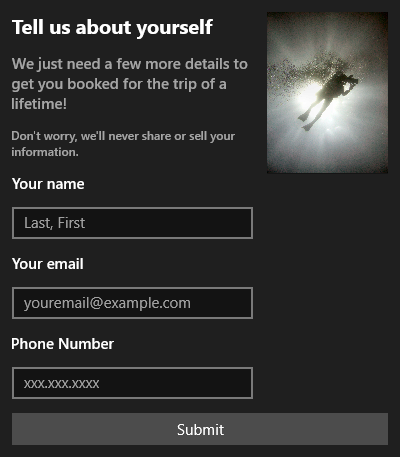 Tell us about yourself
We just need a few more details to
get you booked for the trip of a
lifetime!
Don't worry, we'll never share or sell your
information.
Your name
Last, First
Your email
youremail@example.com
Phone Number
xxx.xxx.xxxx
Submit